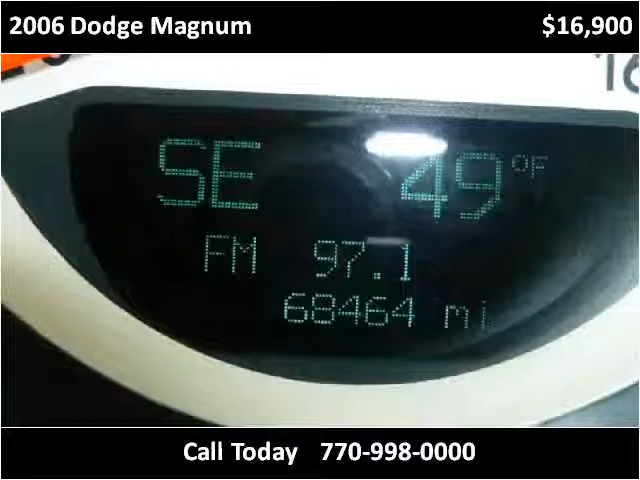 2006 Dodge Magnum $16,900
SE 49°F
FM 97.1
68464 mi
Call Today 770-998-0000